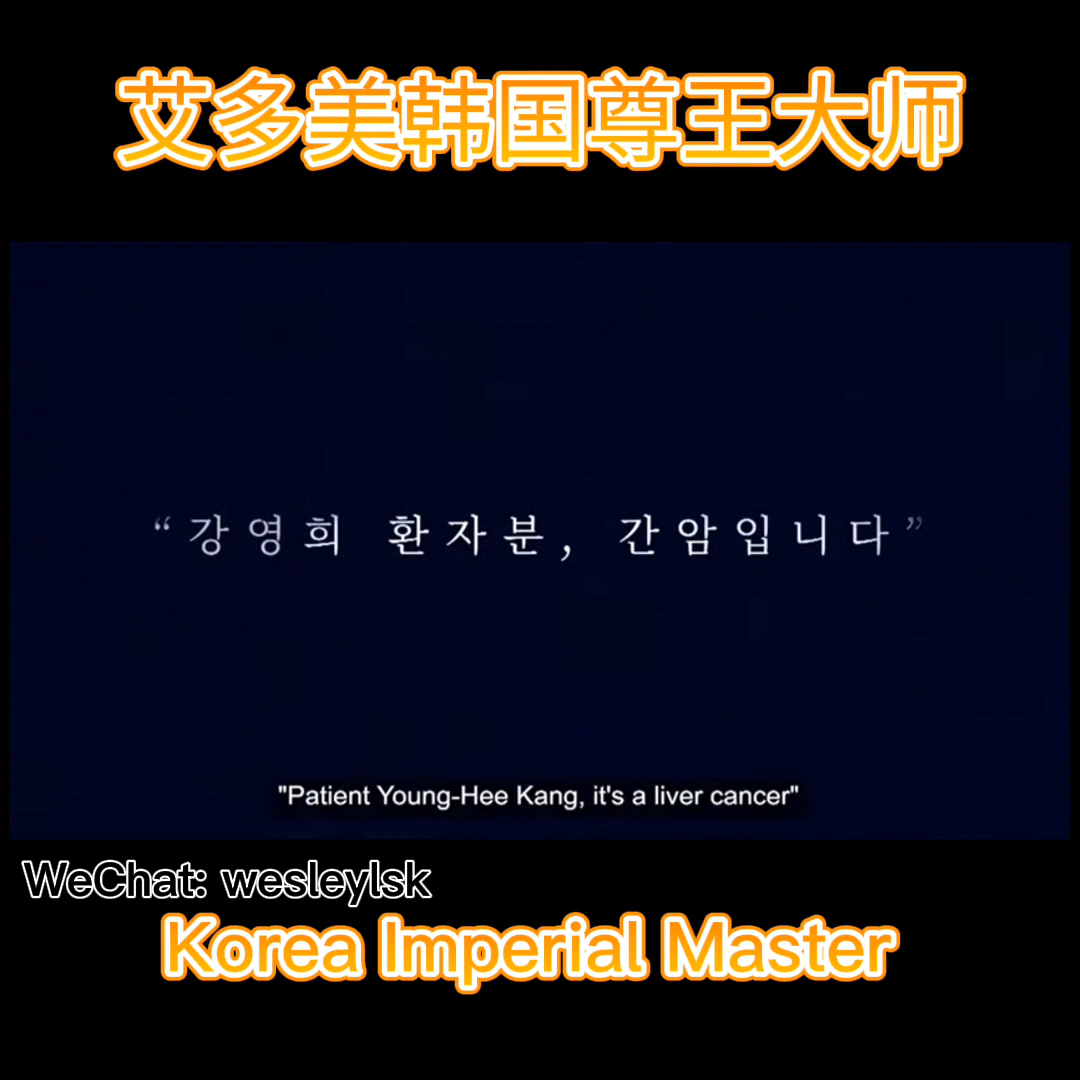 艾多美韩国尊王大师
“강영희 환자분, 간암입니다”
"Patient Young-Hee Kang, it's a liver cancer"
WeChat: wesleylsk
Korea Imperial Master